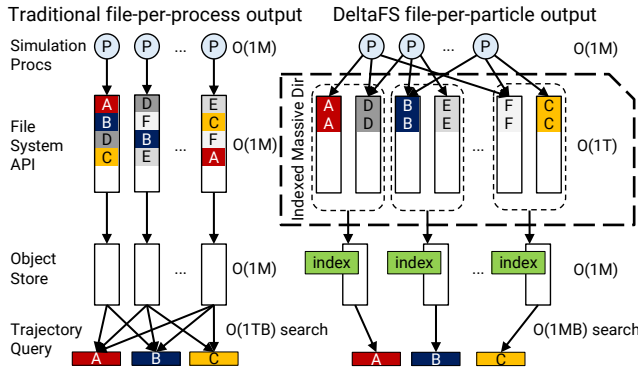 Traditional file-per-process output
DeltaFS file-per-particle output
Simulation
Procs
P P ... P O(1M)
P P ... P O(1M)
File
System
API
A D E
B F C
D B F
C E A
... O(1M)
Indexed Massive Dir
A D B E F C
A D B E F C
... O(1T)
Object
Store
... O(1M)
index index ... index O(1M)
Trajectory
Query
O(1TB) search
O(1MB) search
A B C
A B C